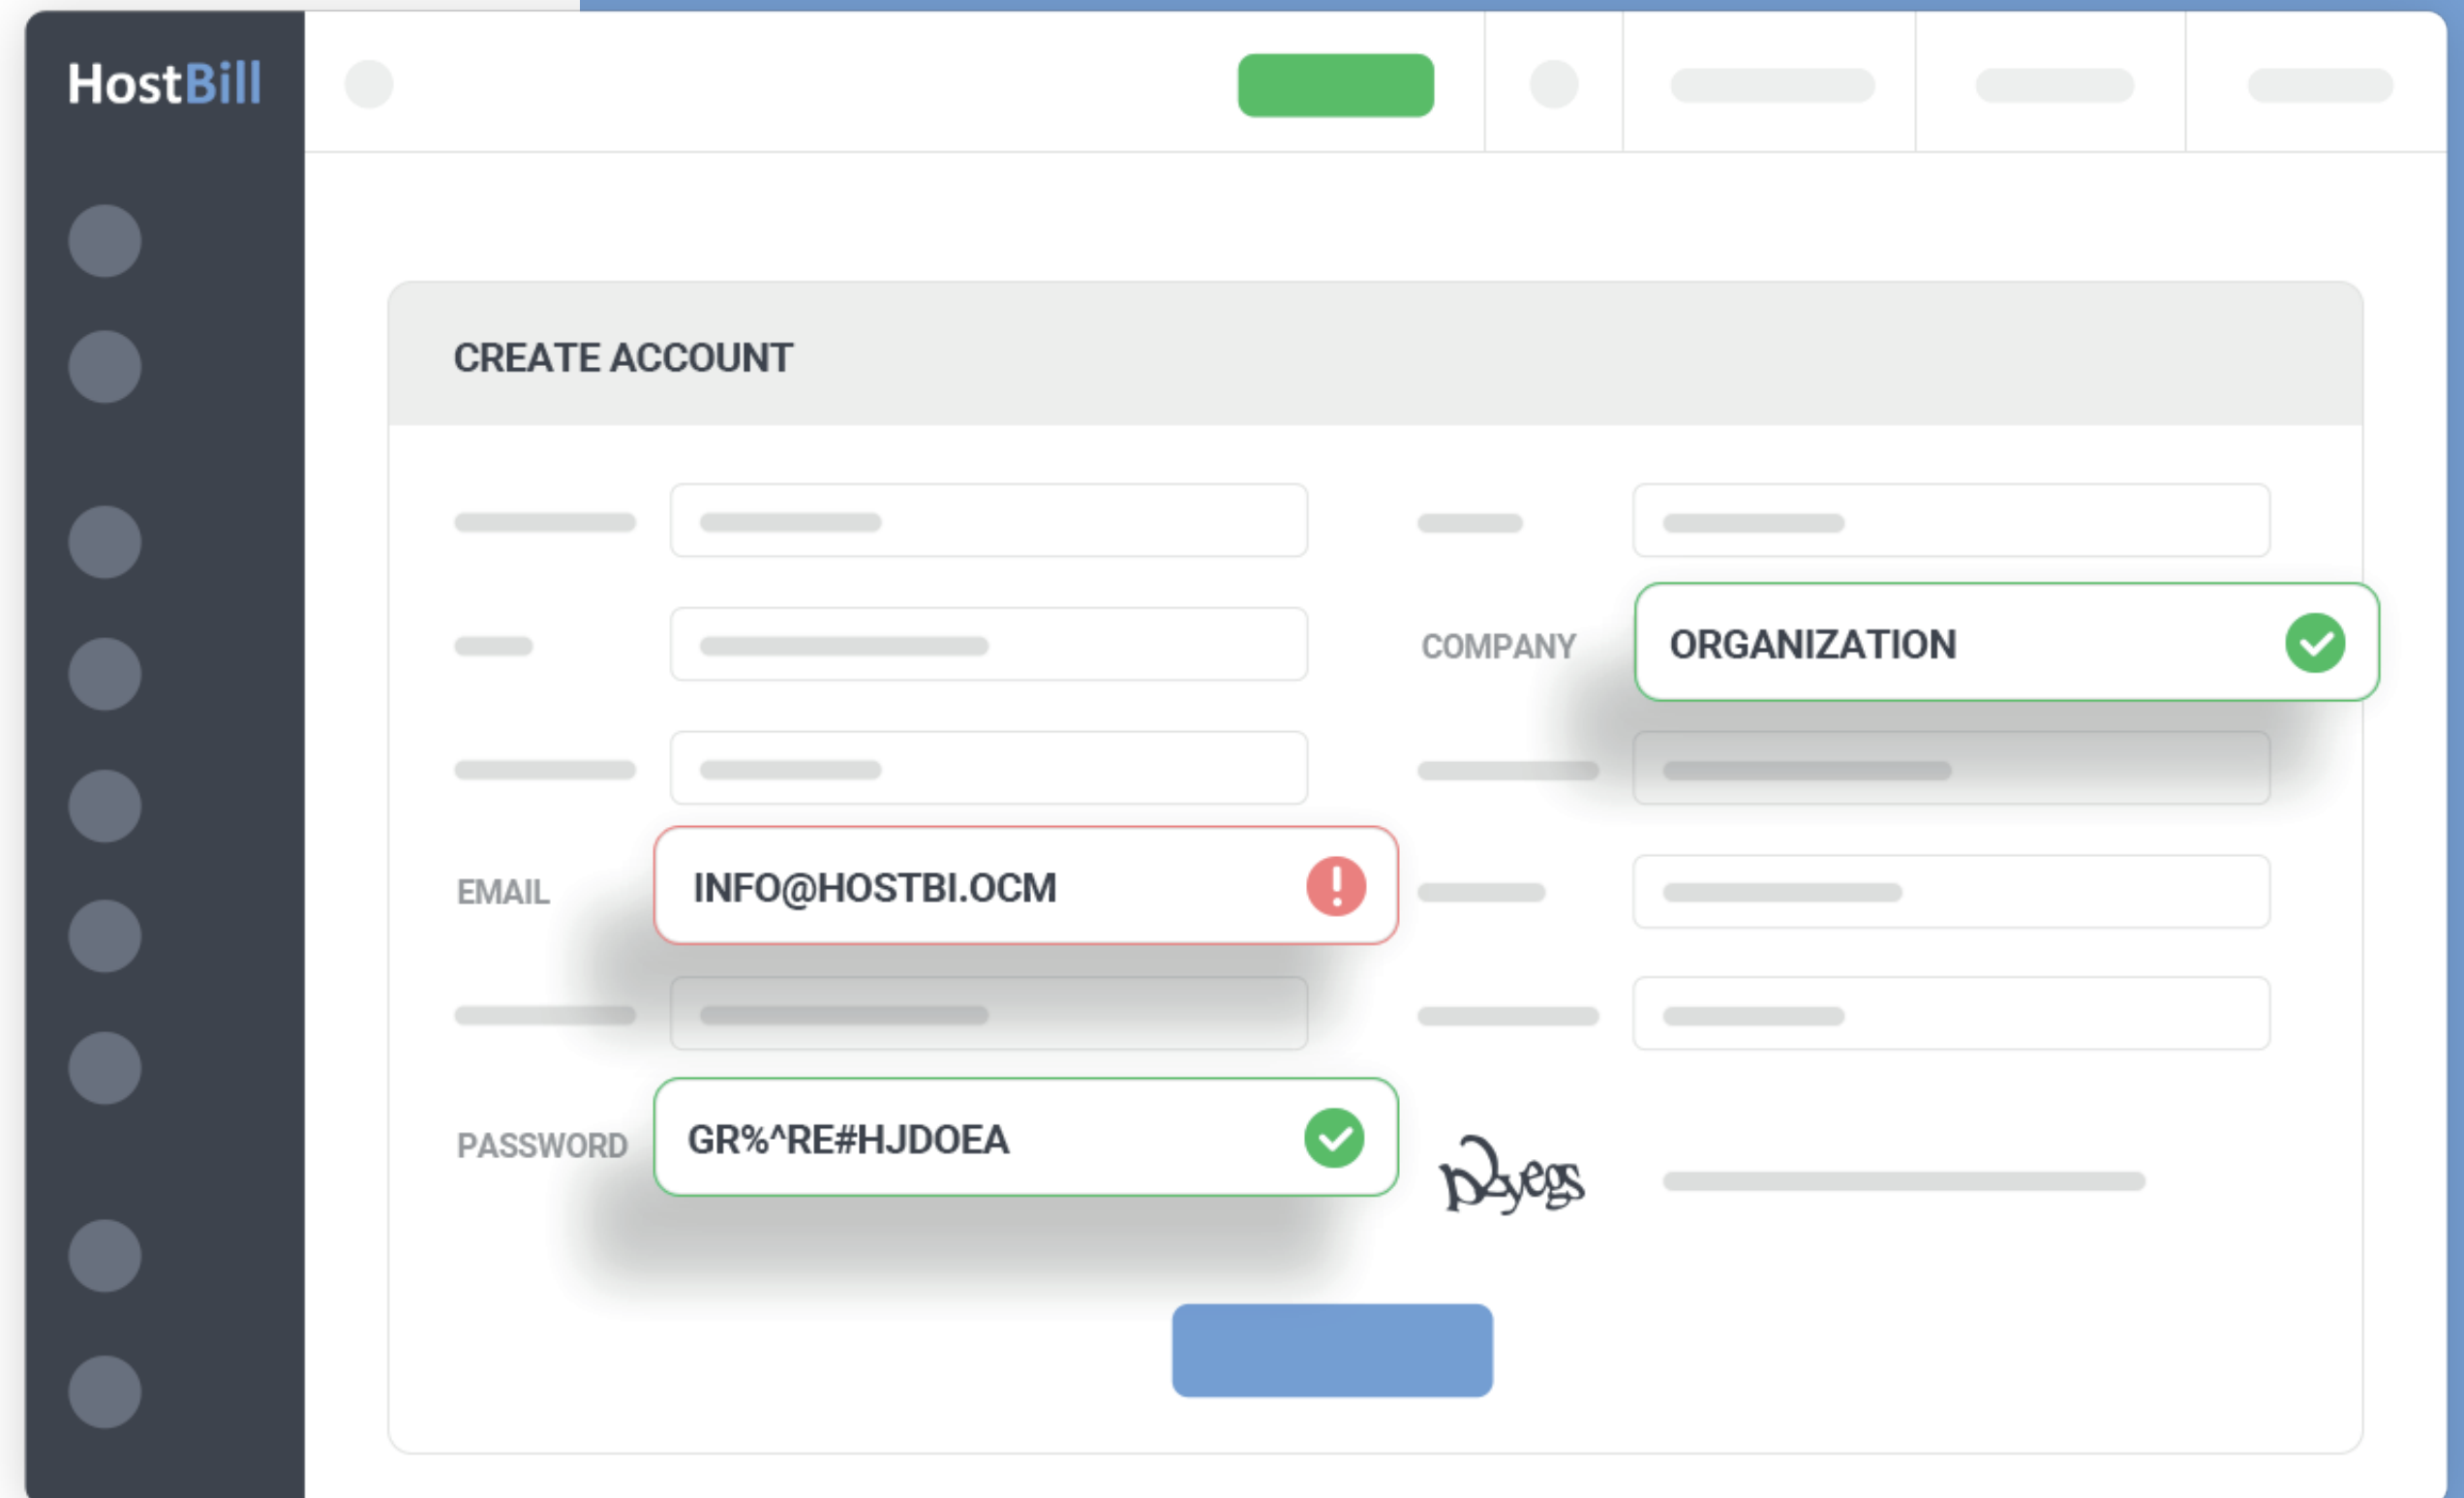 HostBill
CREATE ACCOUNT
COMPANY ORGANIZATION
EMAIL INFO@HOSTBI.OCM
PASSWORD GR%^RE#HJDOEA